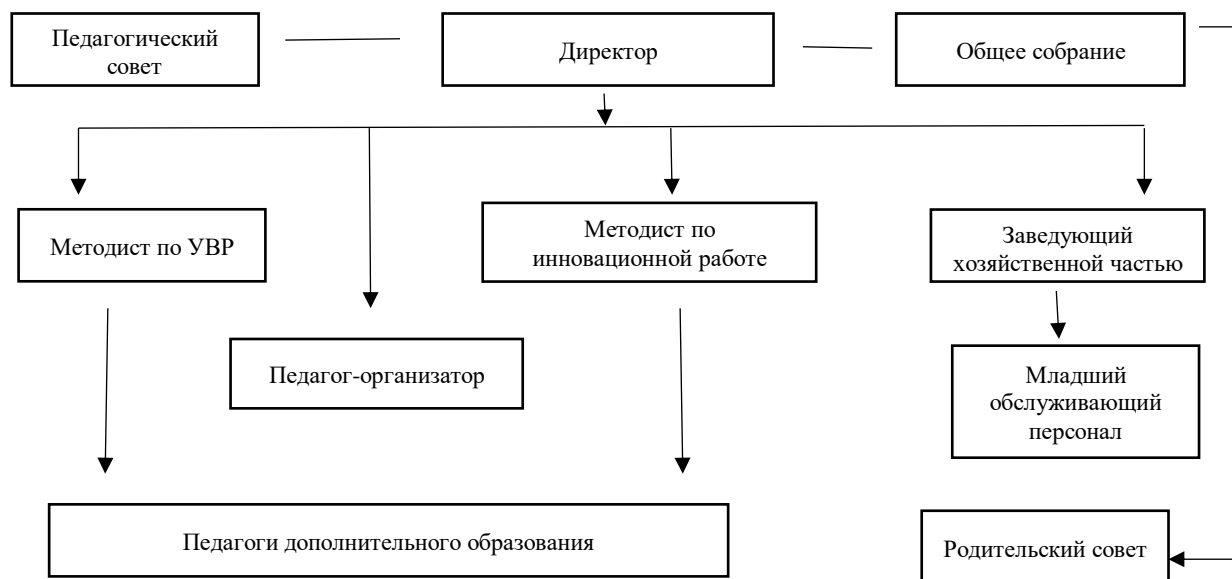 Педагогический
совет
Директор
Общее собрание
Методист по УВР
Методист по
инновационной работе
Заведующий
хозяйственной частью
Педагог-организатор
Младший
обслуживающий
персонал
Педагоги дополнительного образования
Родительский совет